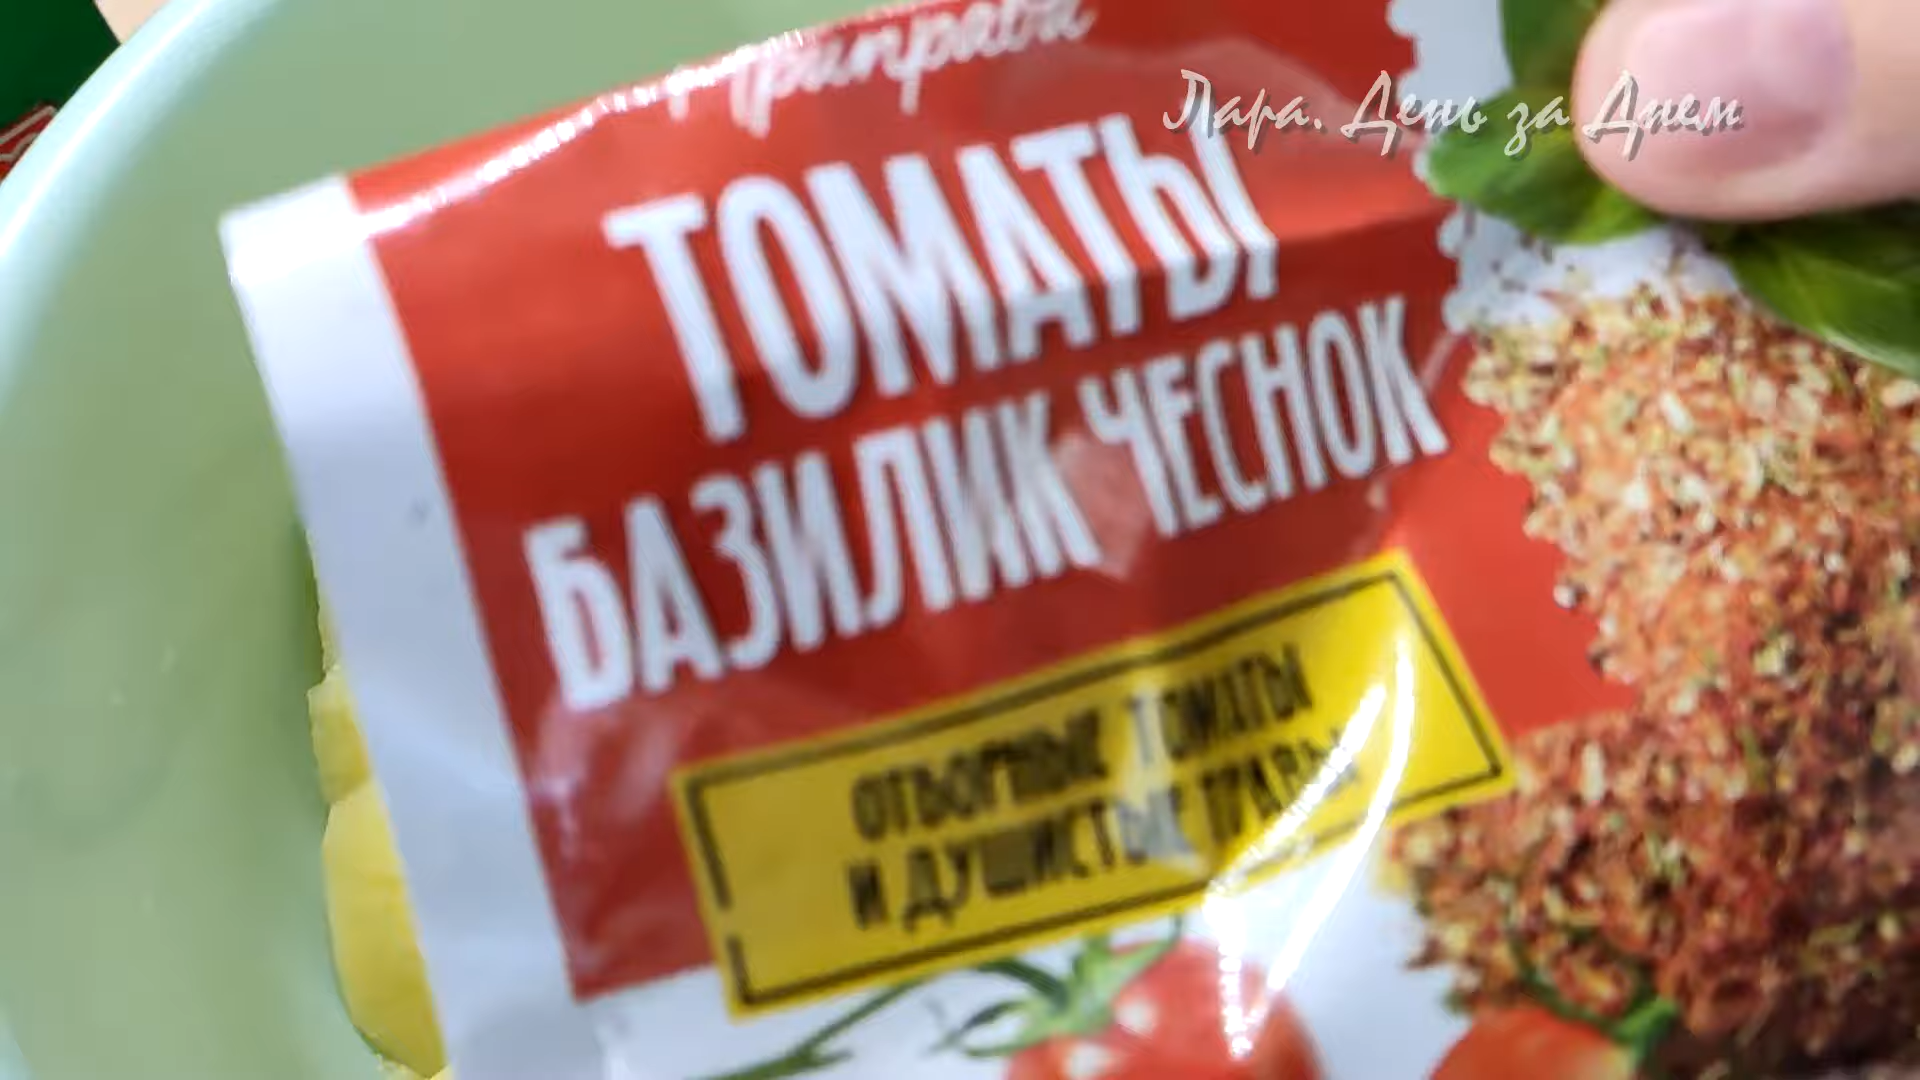 Приправа
Лара. День за Днем
ТОМАТЫ
БАЗИЛИК ЧЕСНОК
ОТБОРНЫЕ ТОМАТЫ
И ДУШИСТЫЕ ТРАВЫ